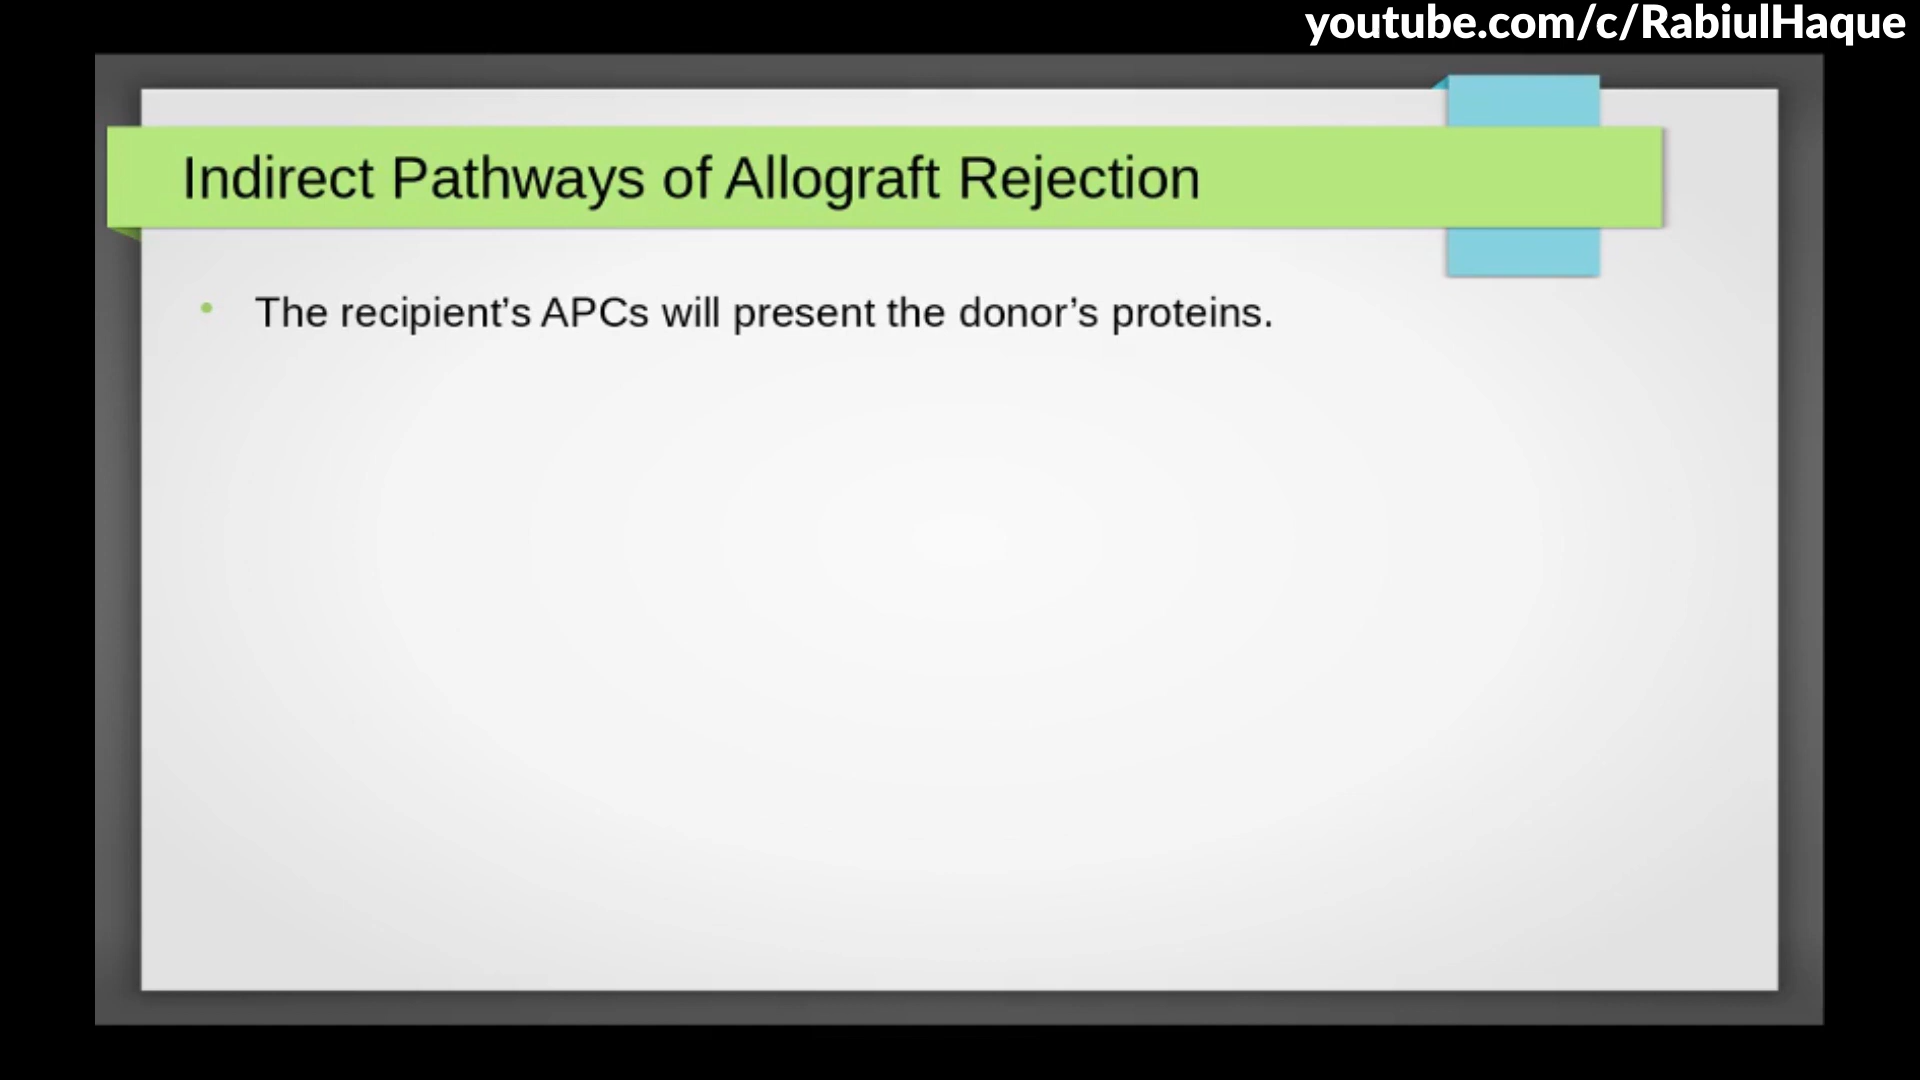 youtube.com/c/RabiulHaque
Indirect Pathways of Allograft Rejection
• The recipient’s APCs will present the donor’s proteins.